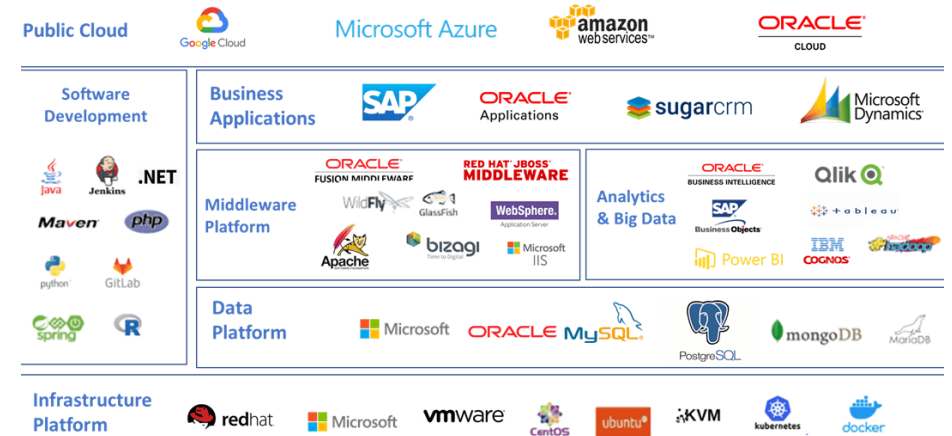 Public Cloud
Google Cloud
Microsoft Azure
amazon
web services™
ORACLE®
CLOUD
Software
Development
Java
Jenkins
.NET
Maven
php
python
GitLab
spring
R
Business
Applications
SAP
ORACLE®
Applications
sugarcrm
Microsoft
Dynamics
Middleware
Platform
ORACLE®
FUSION MIDDLEWARE
RED HAT® JBOSS®
MIDDLEWARE
WildFly
GlassFish
WebSphere.
Application Server
Apache
bizagi
Time to Digital
Microsoft
IIS
Analytics
& Big Data
ORACLE®
BUSINESS INTELLIGENCE
Qlik
SAP
BusinessObjects
+ableau
Power BI
IBM
COGNOS
APACHE
hadoop
Data
Platform
Microsoft
ORACLE
MySQL
PostgreSQL
mongoDB
MariaDB
Infrastructure
Platform
redhat
Microsoft
vmware
CentOS
ubuntu
KVM
kubernetes
docker